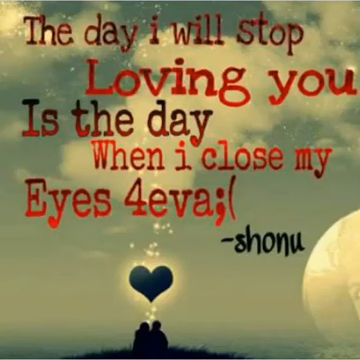 The day i will stop
Loving you
Is the day
When i close my
Eyes 4eva;(
-shonu